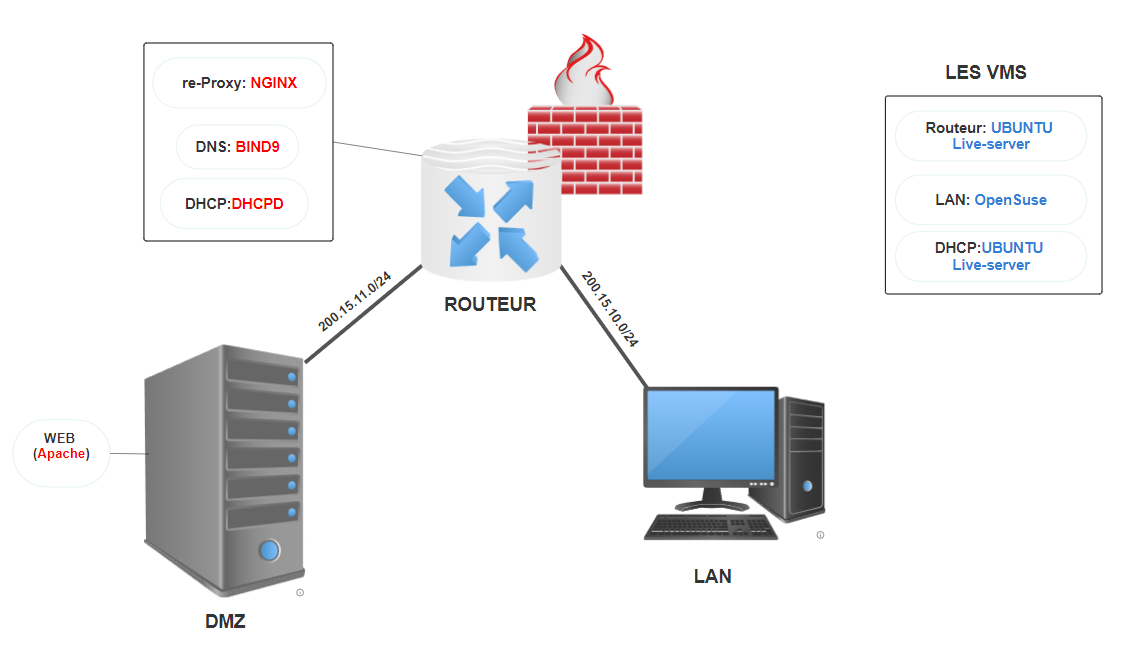 re-Proxy: NGINX
DNS: BIND9
DHCP:DHCPD
LES VMS
Routeur: UBUNTU
Live-server
LAN: OpenSuse
DHCP:UBUNTU
Live-server
ROUTEUR
200.15.11.0/24
200.15.10.0/24
WEB
(Apache)
DMZ
LAN